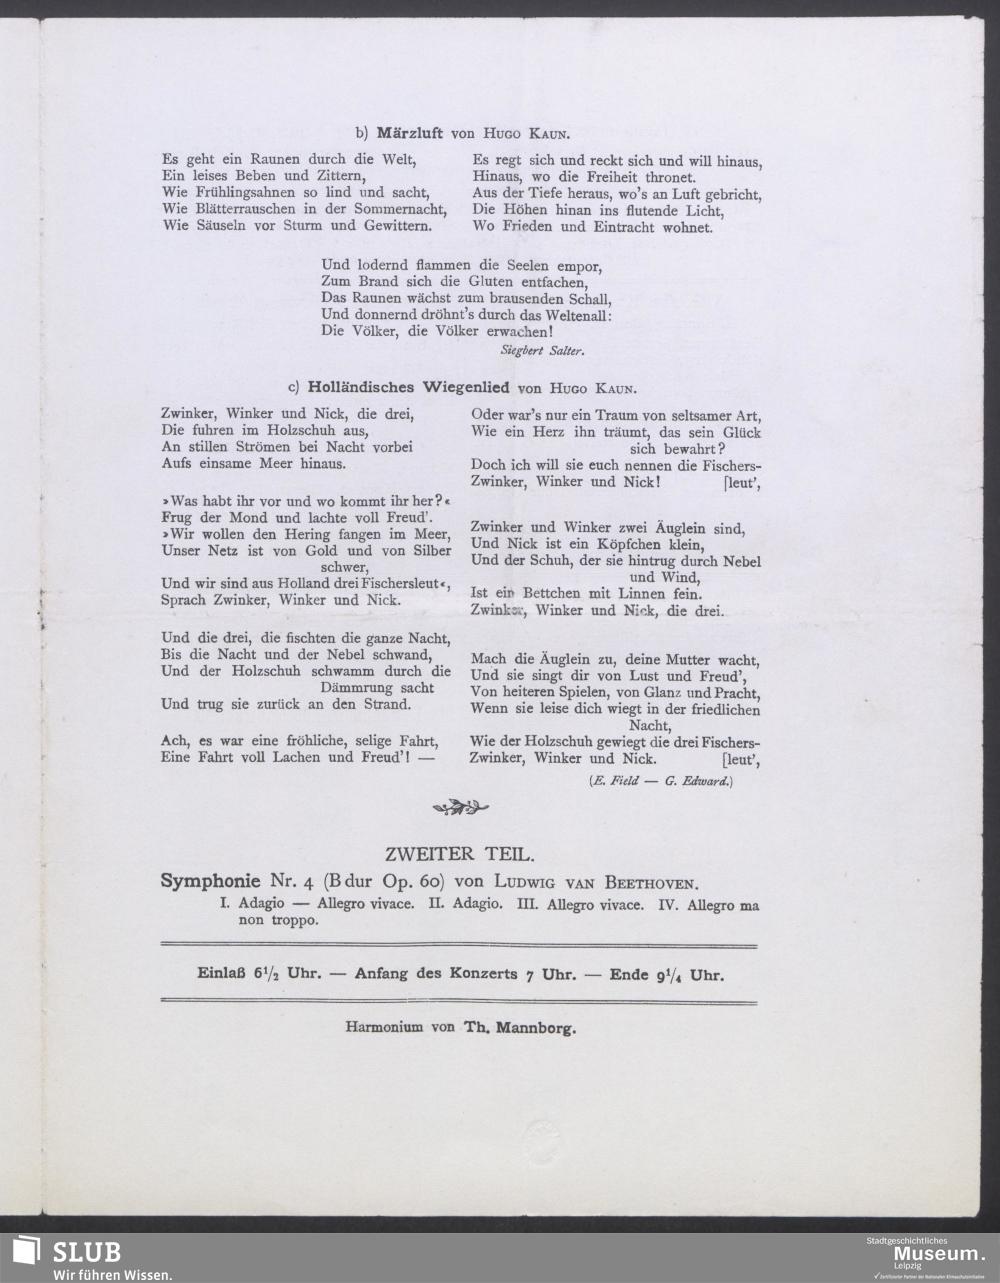 b) Märzluft von Hugo Kaun.
Es geht ein Raunen durch die Welt,
Ein leises Beben und Zittern,
Wie Frühlingsahnen so lind und sacht,
Wie Blätterrauschen in der Sommernacht,
Wie Säuseln vor Sturm und Gewittern.
Es regt sich und reckt sich und will hinaus,
Hinaus, wo die Freiheit thronet.
Aus der Tiefe heraus, wo's an Luft gebricht,
Die Höhen hinan ins flutende Licht,
Wo Frieden und Eintracht wohnet.
Und lodernd flammen die Seelen empor,
Zum Brand sich die Gluten entfachen,
Das Raunen wächst zum brausenden Schall,
Und donnernd dröhnt's durch das Weltenall:
Die Völker, die Völker erwachen!
Siegbert Salter.
c) Holländisches Wiegenlied von Hugo Kaun.
Zwinker, Winker und Nick, die drei,
Die fuhren im Holzschuh aus,
An stillen Strömen bei Nacht vorbei
Aufs einsame Meer hinaus.
»Was habt ihr vor und wo kommt ihr her?«
Frug der Mond und lachte voll Freud'.
»Wir wollen den Hering fangen im Meer,
Unser Netz ist von Gold und von Silber
schwer,
Und wir sind aus Holland drei Fischersleut«,
Sprach Zwinker, Winker und Nick.
Und die drei, die fischten die ganze Nacht,
Bis die Nacht und der Nebel schwand,
Und der Holzschuh schwamm durch die
Dämmrung sacht
Und trug sie zurück an den Strand.
Ach, es war eine fröhliche, selige Fahrt,
Eine Fahrt voll Lachen und Freud'! —
Oder war's nur ein Traum von seltsamer Art,
Wie ein Herz ihn träumt, das sein Glück
sich bewahrt?
Doch ich will sie euch nennen die Fischers-
Zwinker, Winker und Nick! [leut',
Zwinker und Winker zwei Äuglein sind,
Und Nick ist ein Köpfchen klein,
Und der Schuh, der sie hintrug durch Nebel
und Wind,
Ist ein Bettchen mit Linnen fein.
Zwinker, Winker und Nick, die drei.
Mach die Äuglein zu, deine Mutter wacht,
Und sie singt dir von Lust und Freud',
Von heiteren Spielen, von Glanz und Pracht,
Wenn sie leise dich wiegt in der friedlichen
Nacht,
Wie der Holzschuh gewiegt die drei Fischers-
Zwinker, Winker und Nick. [leut',
(E. Field — G. Edward.)
ZWEITER TEIL.
Symphonie Nr. 4 (B dur Op. 60) von Ludwig van Beethoven.
I. Adagio — Allegro vivace. II. Adagio. III. Allegro vivace. IV. Allegro ma
non troppo.
Einlaß 6 1/2 Uhr. — Anfang des Konzerts 7 Uhr. — Ende 9 1/4 Uhr.
Harmonium von Th. Mannborg.
SLUB
Wir führen Wissen.
Stadtgeschichtliches
Museum.
Leipzig
Zertifizierter Partner der Nationalen Klimaschutzinitiative